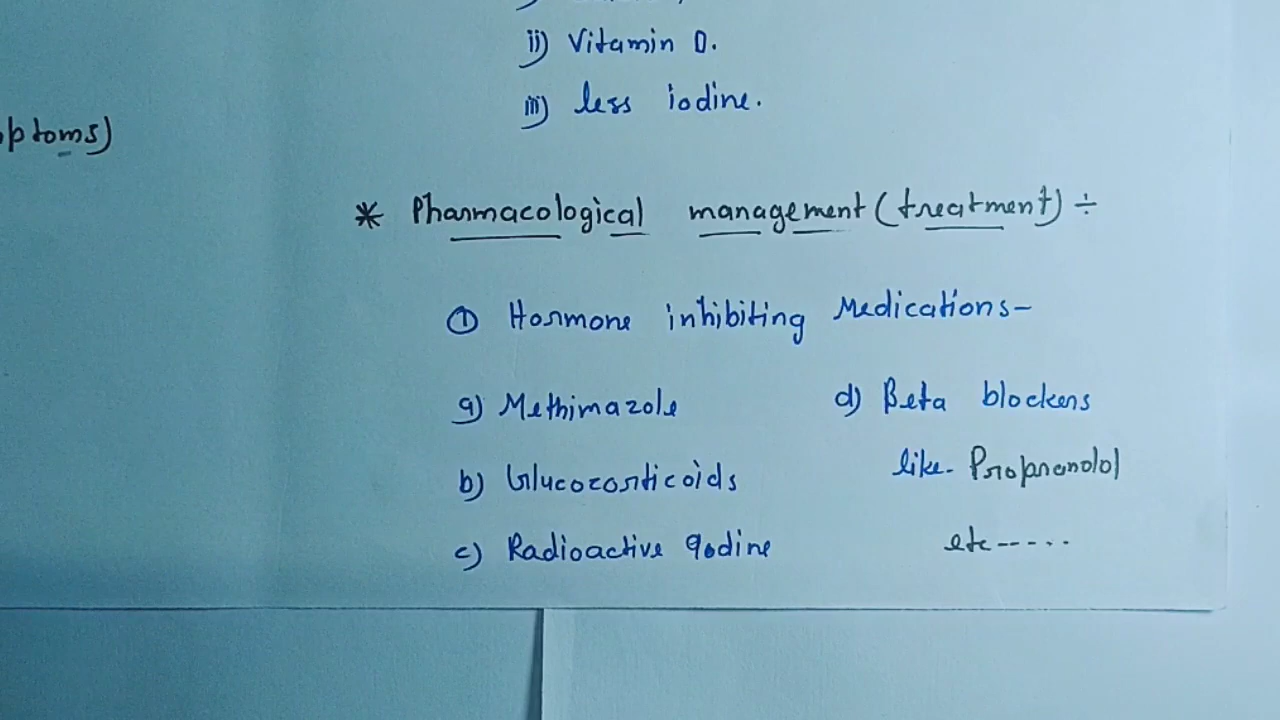 ii) Vitamin D.
iii) less iodine.
ptoms)
* Pharmacological management (treatment) ÷
① Hormone inhibiting Medications-
a) Methimazole
b) Glucocorticoids
c) Radioactive Iodine
d) Beta blockers
like- Propranolol
etc-----